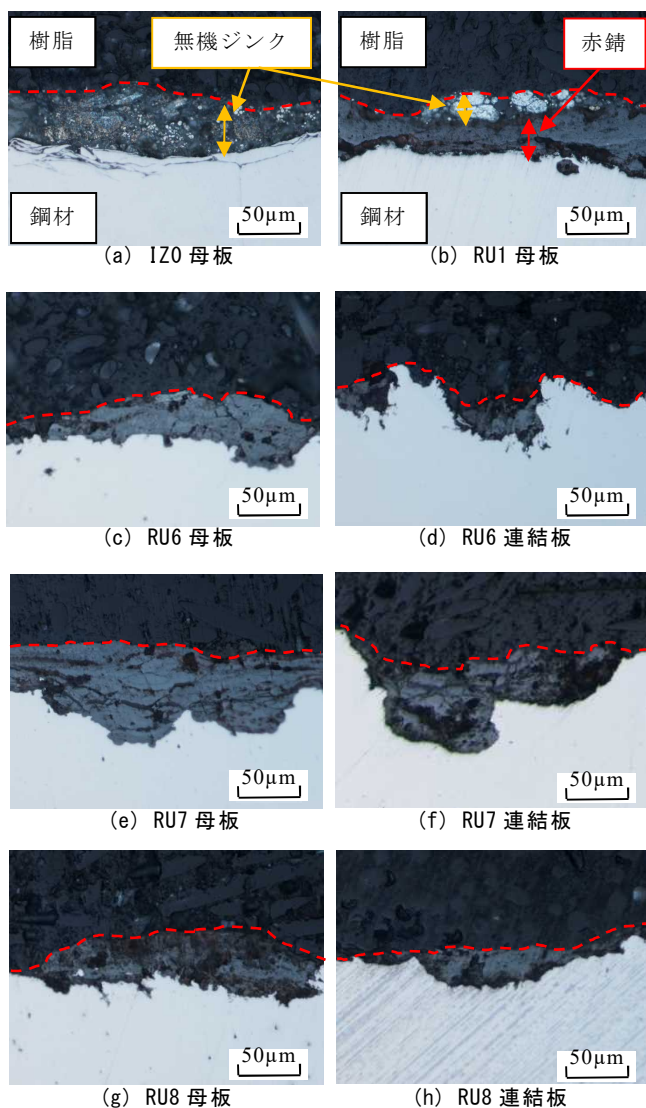 樹脂
無機ジンク
樹脂
赤錆
鋼材
50μm
鋼材
50μm
(a) IZ0 母板
(b) RU1 母板
50μm
50μm
(c) RU6 母板
(d) RU6 連結板
50μm
50μm
(e) RU7 母板
(f) RU7 連結板
50μm
50μm
(g) RU8 母板
(h) RU8 連結板